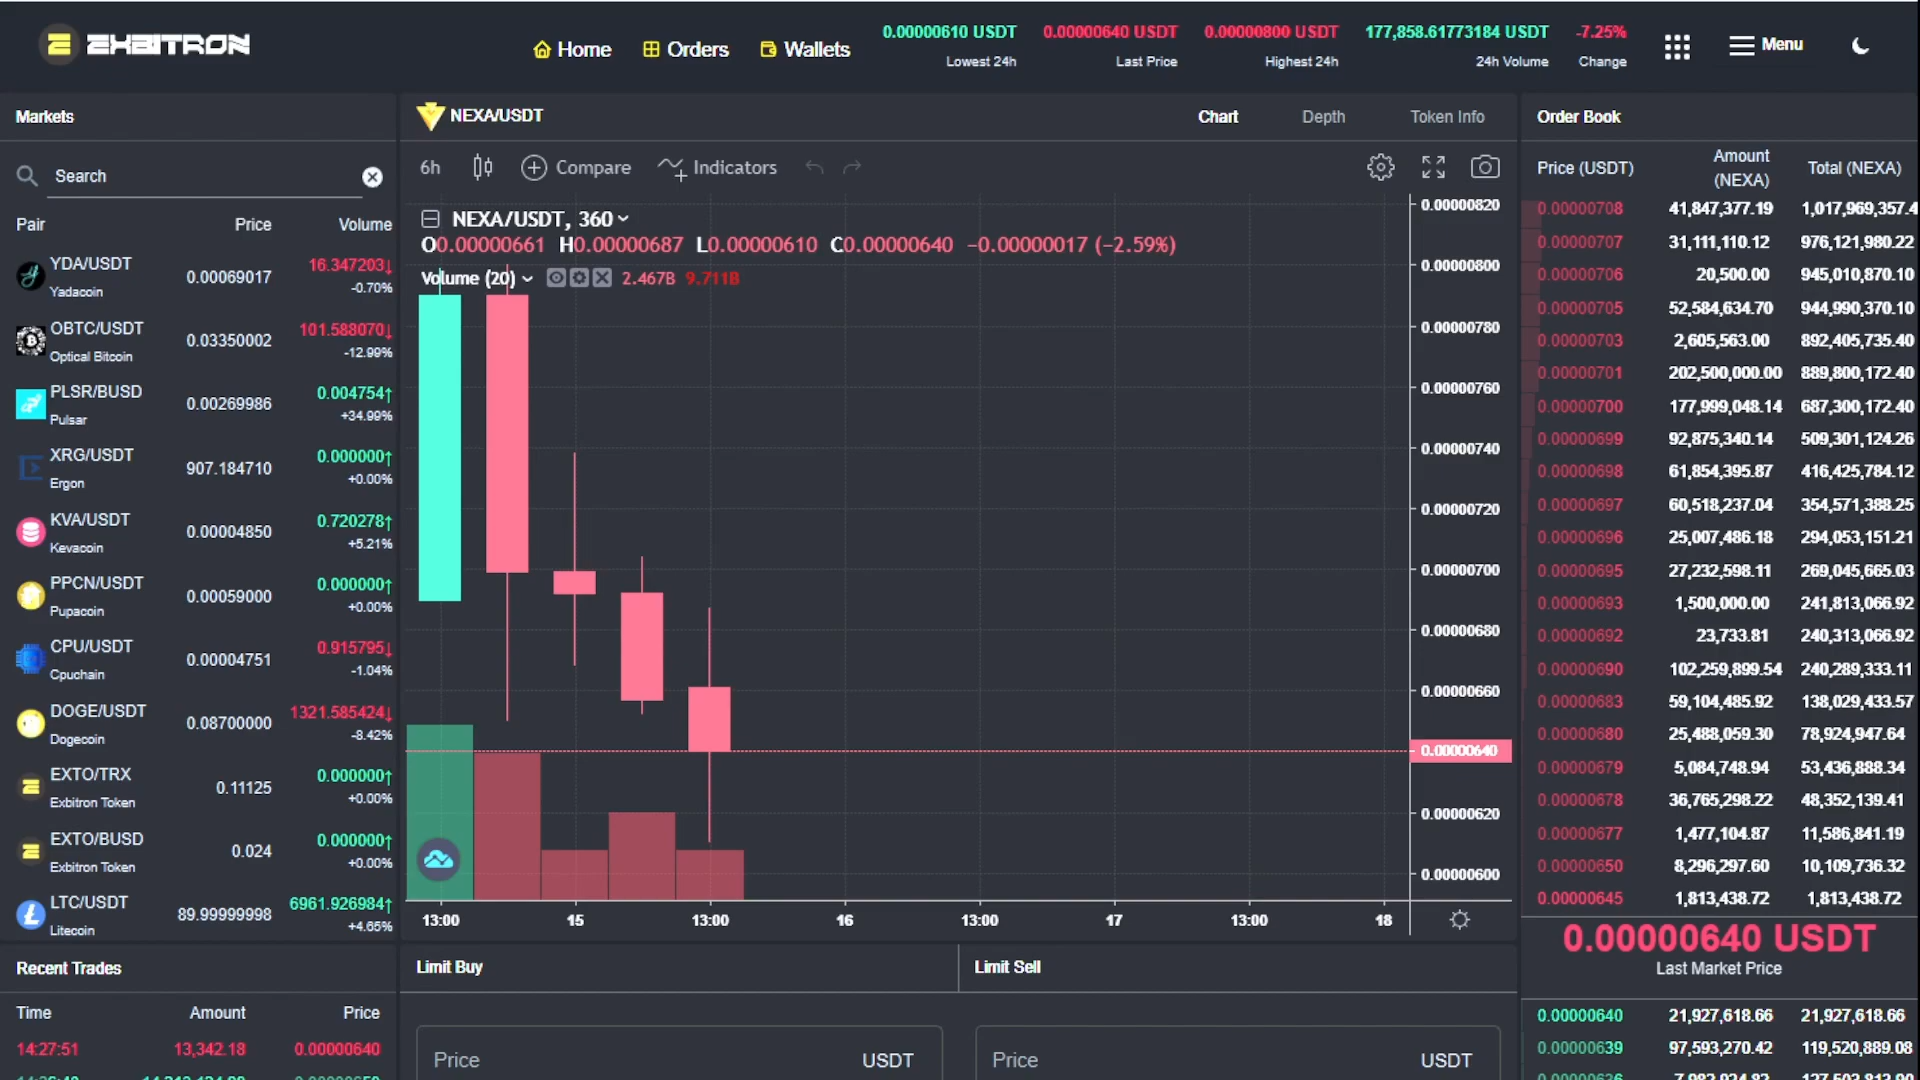 EXBITRON
Home
Orders
Wallets
0.00000610 USDT
Lowest 24h
0.00000640 USDT
Last Price
0.00000800 USDT
Highest 24h
177,858.61773184 USDT
24h Volume
-7.25%
Change
Menu
Markets
Search
Pair Price Volume
YDA/USDT 0.00069017 16.347203↓
Yadacoin -0.70%
OBTC/USDT 0.03350002 101.588070↓
Optical Bitcoin -12.99%
PLSR/BUSD 0.00269986 0.004754↑
Pulsar +34.99%
XRG/USDT 907.184710 0.000000↑
Ergon +0.00%
KVA/USDT 0.00004850 0.720278↑
Kevacoin +5.21%
PPCN/USDT 0.00059000 0.000000↑
Pupacoin +0.00%
CPU/USDT 0.00004751 0.915795↓
Cpuchain -1.04%
DOGE/USDT 0.08700000 1321.585424↓
Dogecoin -8.42%
EXTO/TRX 0.11125 0.000000↑
Exbitron Token +0.00%
EXTO/BUSD 0.024 0.000000↑
Exbitron Token +0.00%
LTC/USDT 89.99999998 6961.926984↑
Litecoin +4.65%
Recent Trades
Time Amount Price
14:27:51 13,342.18 0.00000640
NEXA/USDT
Chart Depth Token Info
6h Compare Indicators
NEXA/USDT, 360
O0.00000661 H0.00000687 L0.00000610 C0.00000640 −0.00000017 (−2.59%)
Volume (20) 2.467B 9.711B
0.00000820
0.00000800
0.00000780
0.00000760
0.00000740
0.00000720
0.00000700
0.00000680
0.00000660
0.00000640
0.00000620
0.00000600
13:00 15 13:00 16 13:00 17 13:00 18
Limit Buy
Price USDT
Limit Sell
Price USDT
Order Book
Price (USDT) Amount (NEXA) Total (NEXA)
0.00000708 41,847,377.19 1,017,969,357.4
0.00000707 31,111,110.12 976,121,980.22
0.00000706 20,500.00 945,010,870.10
0.00000705 52,584,634.70 944,990,370.10
0.00000703 2,605,563.00 892,405,735.40
0.00000701 202,500,000.00 889,800,172.40
0.00000700 177,999,048.14 687,300,172.40
0.00000699 92,875,340.14 509,301,124.26
0.00000698 61,854,395.87 416,425,784.12
0.00000697 60,518,237.04 354,571,388.25
0.00000696 25,007,486.18 294,053,151.21
0.00000695 27,232,598.11 269,045,665.03
0.00000693 1,500,000.00 241,813,066.92
0.00000692 23,733.81 240,313,066.92
0.00000690 102,259,899.54 240,289,333.11
0.00000683 59,104,485.92 138,029,433.57
0.00000680 25,488,059.30 78,924,947.64
0.00000679 5,084,748.94 53,436,888.34
0.00000678 36,765,298.22 48,352,139.41
0.00000677 1,477,104.87 11,586,841.19
0.00000650 8,296,297.60 10,109,736.32
0.00000645 1,813,438.72 1,813,438.72
0.00000640 USDT
Last Market Price
0.00000640 21,927,618.66 21,927,618.66
0.00000639 97,593,270.42 119,520,889.08